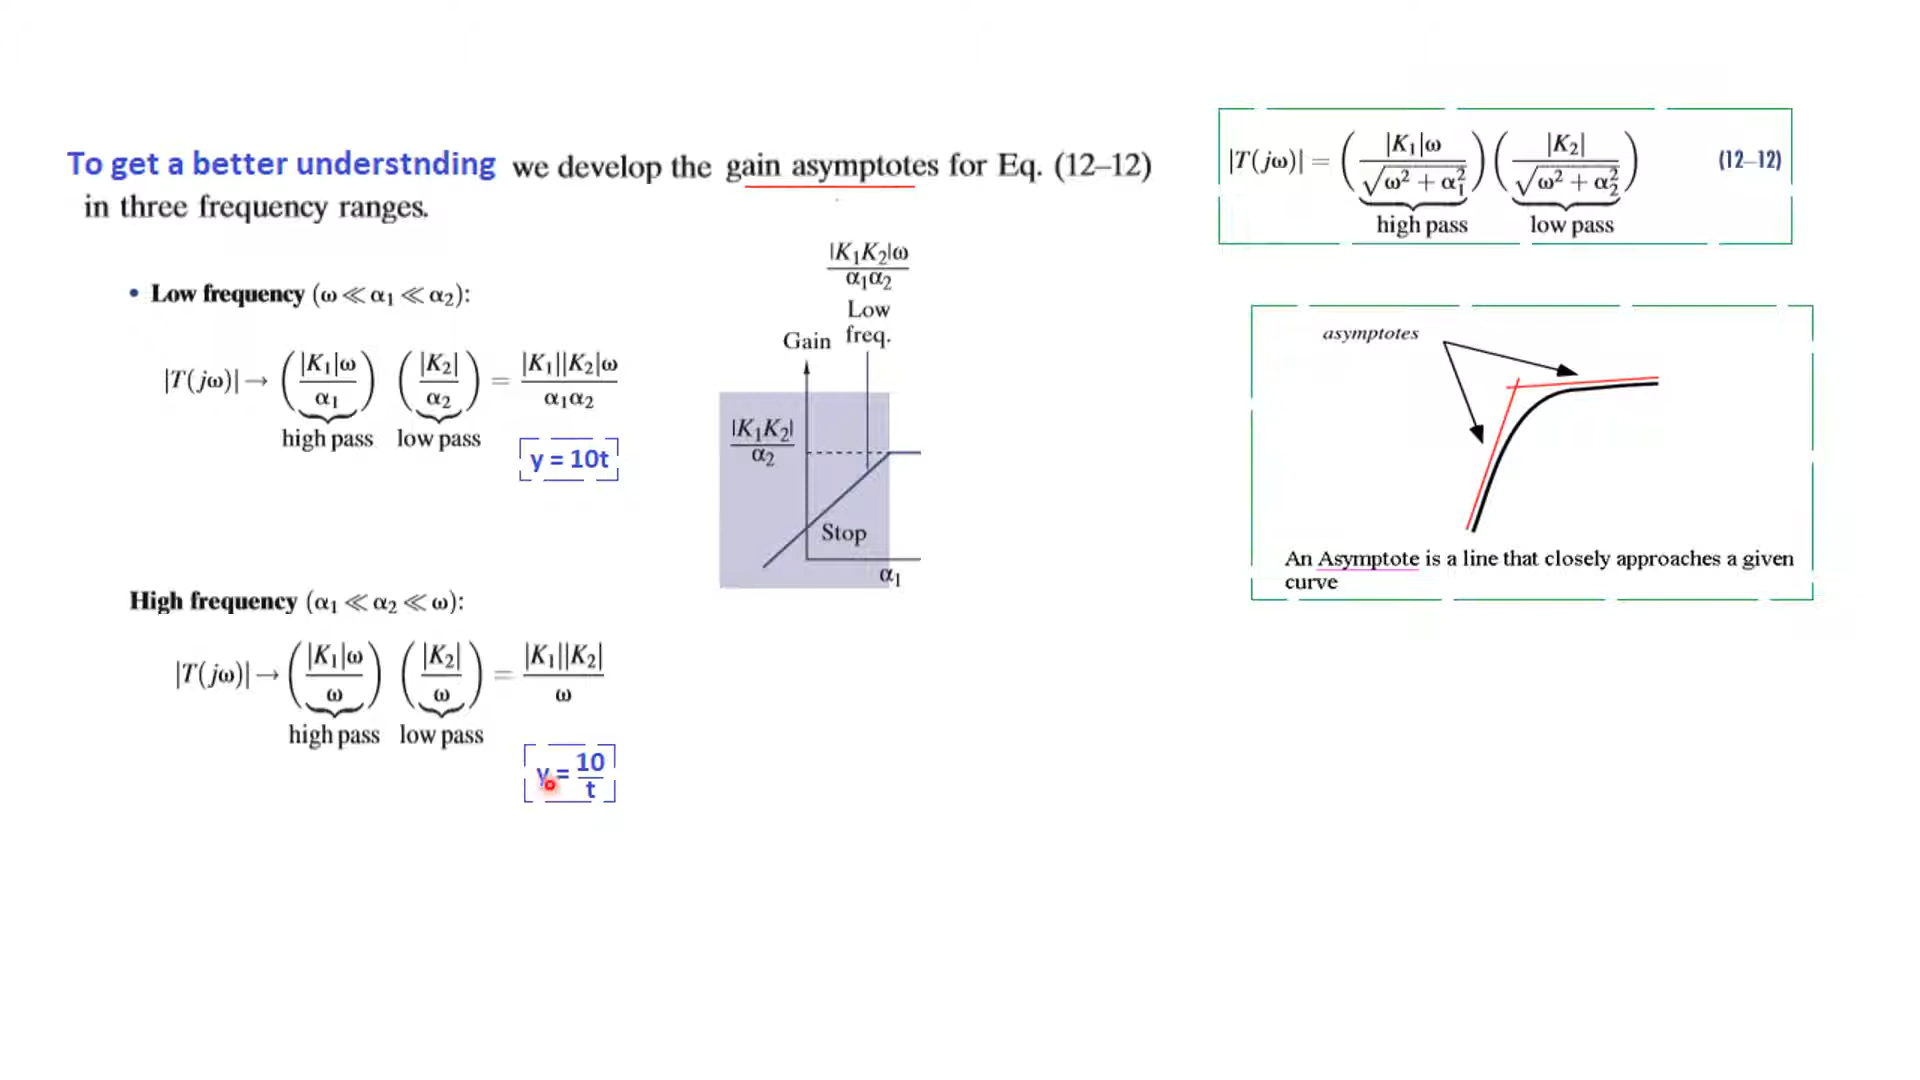 To get a better understnding we develop the gain asymptotes for Eq. (12–12)
in three frequency ranges.
• Low frequency (ω ≪ α₁ ≪ α₂):
|T(jω)| → (|K₁|ω / α₁) (|K₂| / α₂) = |K₁||K₂|ω / α₁α₂
high pass low pass
y = 10t
High frequency (α₁ ≪ α₂ ≪ ω):
|T(jω)| → (|K₁|ω / ω) (|K₂| / ω) = |K₁||K₂| / ω
high pass low pass
y = 10 / t
|K₁K₂|ω / α₁α₂
Low
freq.
Gain
|K₁K₂| / α₂
Stop
α₁
|T(jω)| = (|K₁|ω / √ω² + α₁²) (|K₂| / √ω² + α₂²) (12–12)
high pass low pass
asymptotes
An Asymptote is a line that closely approaches a given
curve